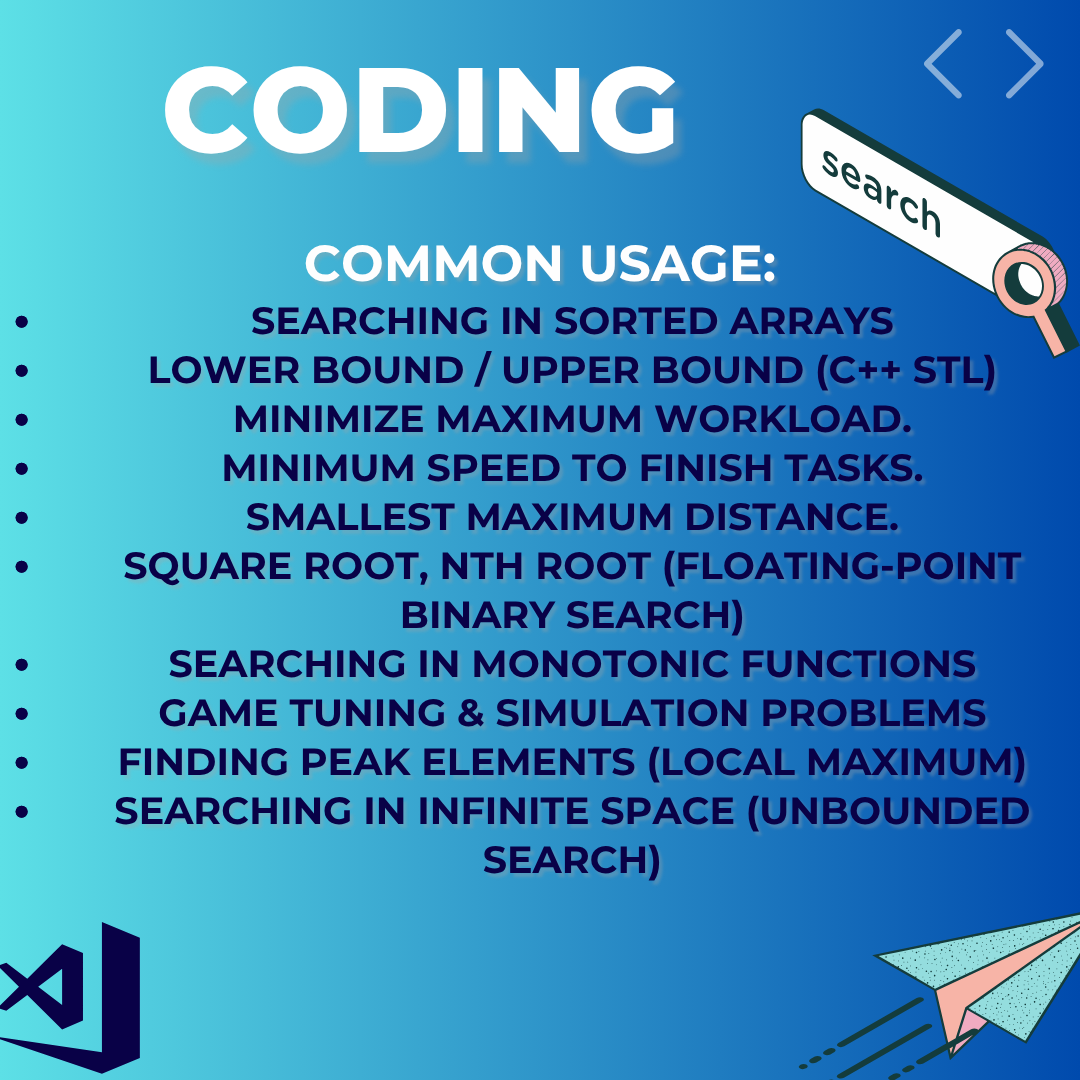 CODING
search
COMMON USAGE:
• SEARCHING IN SORTED ARRAYS
• LOWER BOUND / UPPER BOUND (C++ STL)
• MINIMIZE MAXIMUM WORKLOAD.
• MINIMUM SPEED TO FINISH TASKS.
• SMALLEST MAXIMUM DISTANCE.
• SQUARE ROOT, NTH ROOT (FLOATING-POINT
BINARY SEARCH)
• SEARCHING IN MONOTONIC FUNCTIONS
• GAME TUNING & SIMULATION PROBLEMS
• FINDING PEAK ELEMENTS (LOCAL MAXIMUM)
• SEARCHING IN INFINITE SPACE (UNBOUNDED
SEARCH)